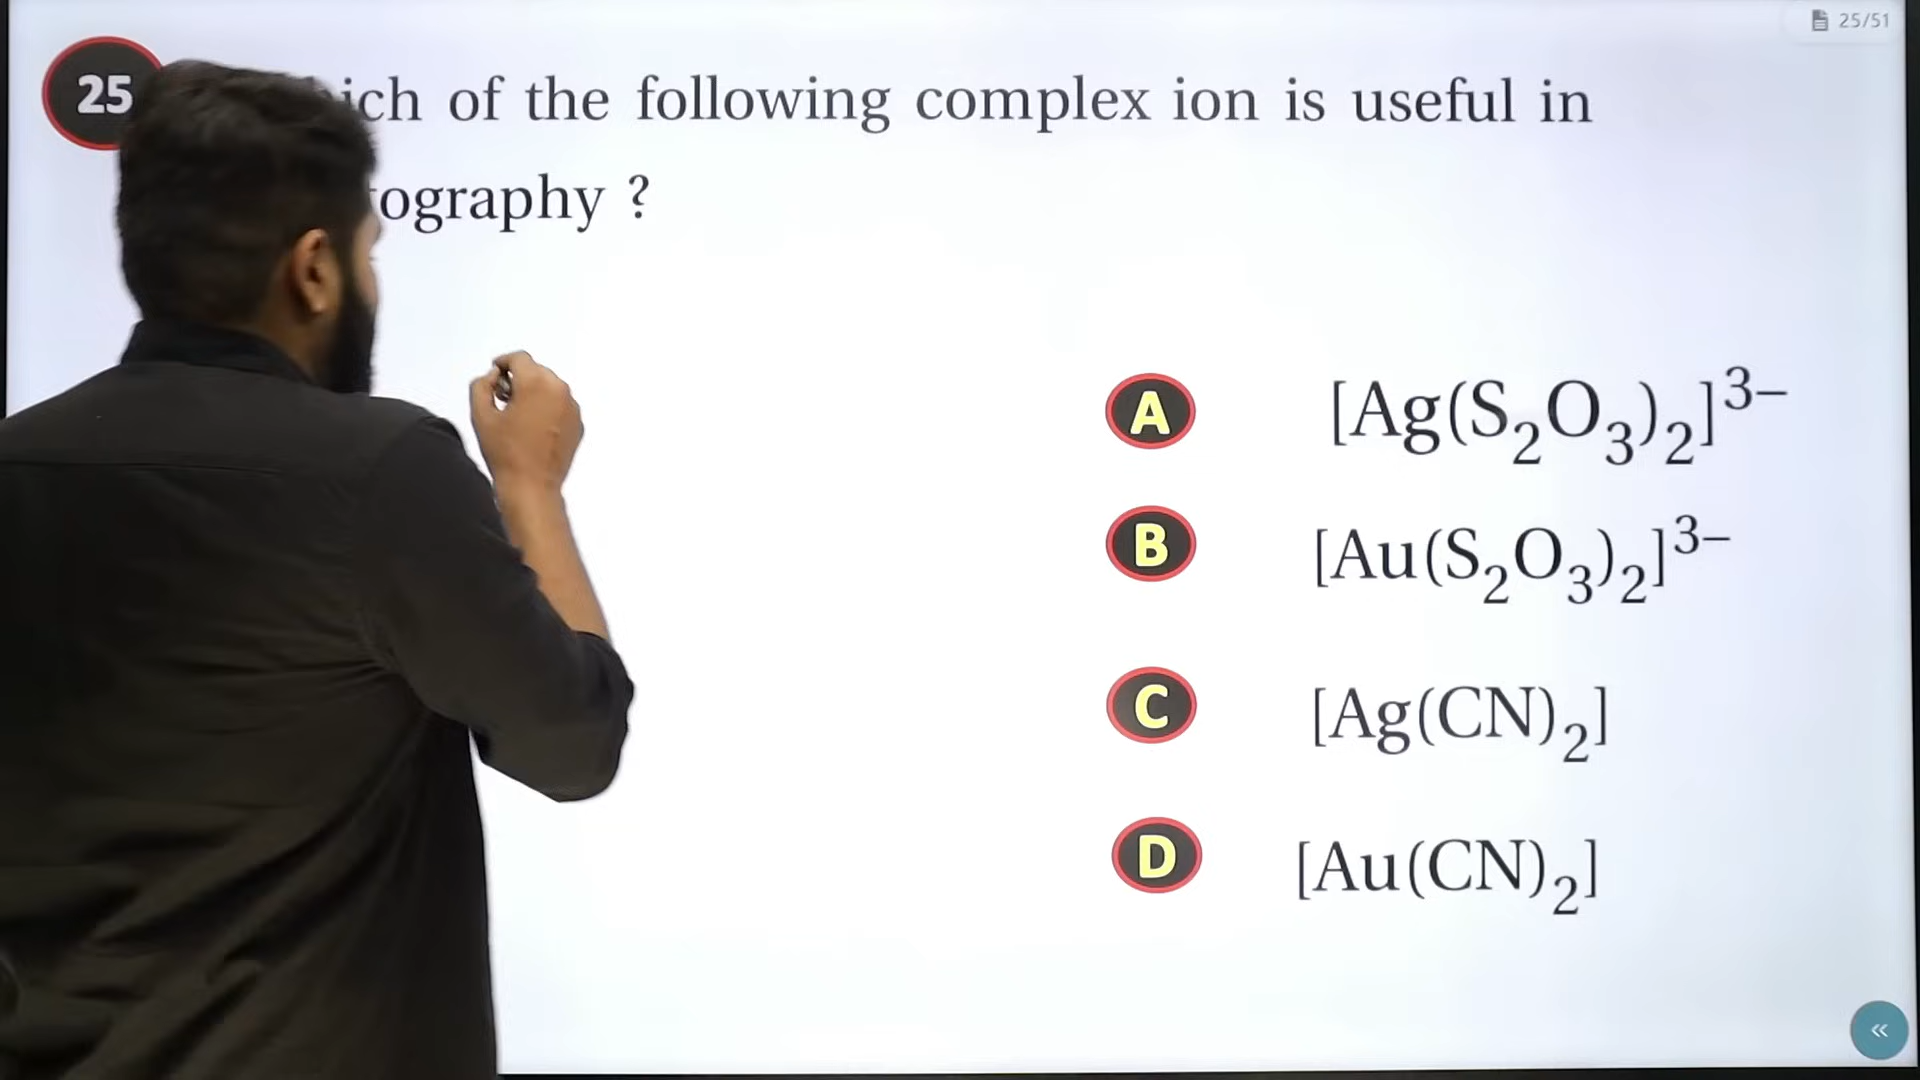 25/51
25
ich of the following complex ion is useful in
tography ?
A [Ag(S₂O₃)₂]³⁻
B [Au(S₂O₃)₂]³⁻
C [Ag(CN)₂]
D [Au(CN)₂]